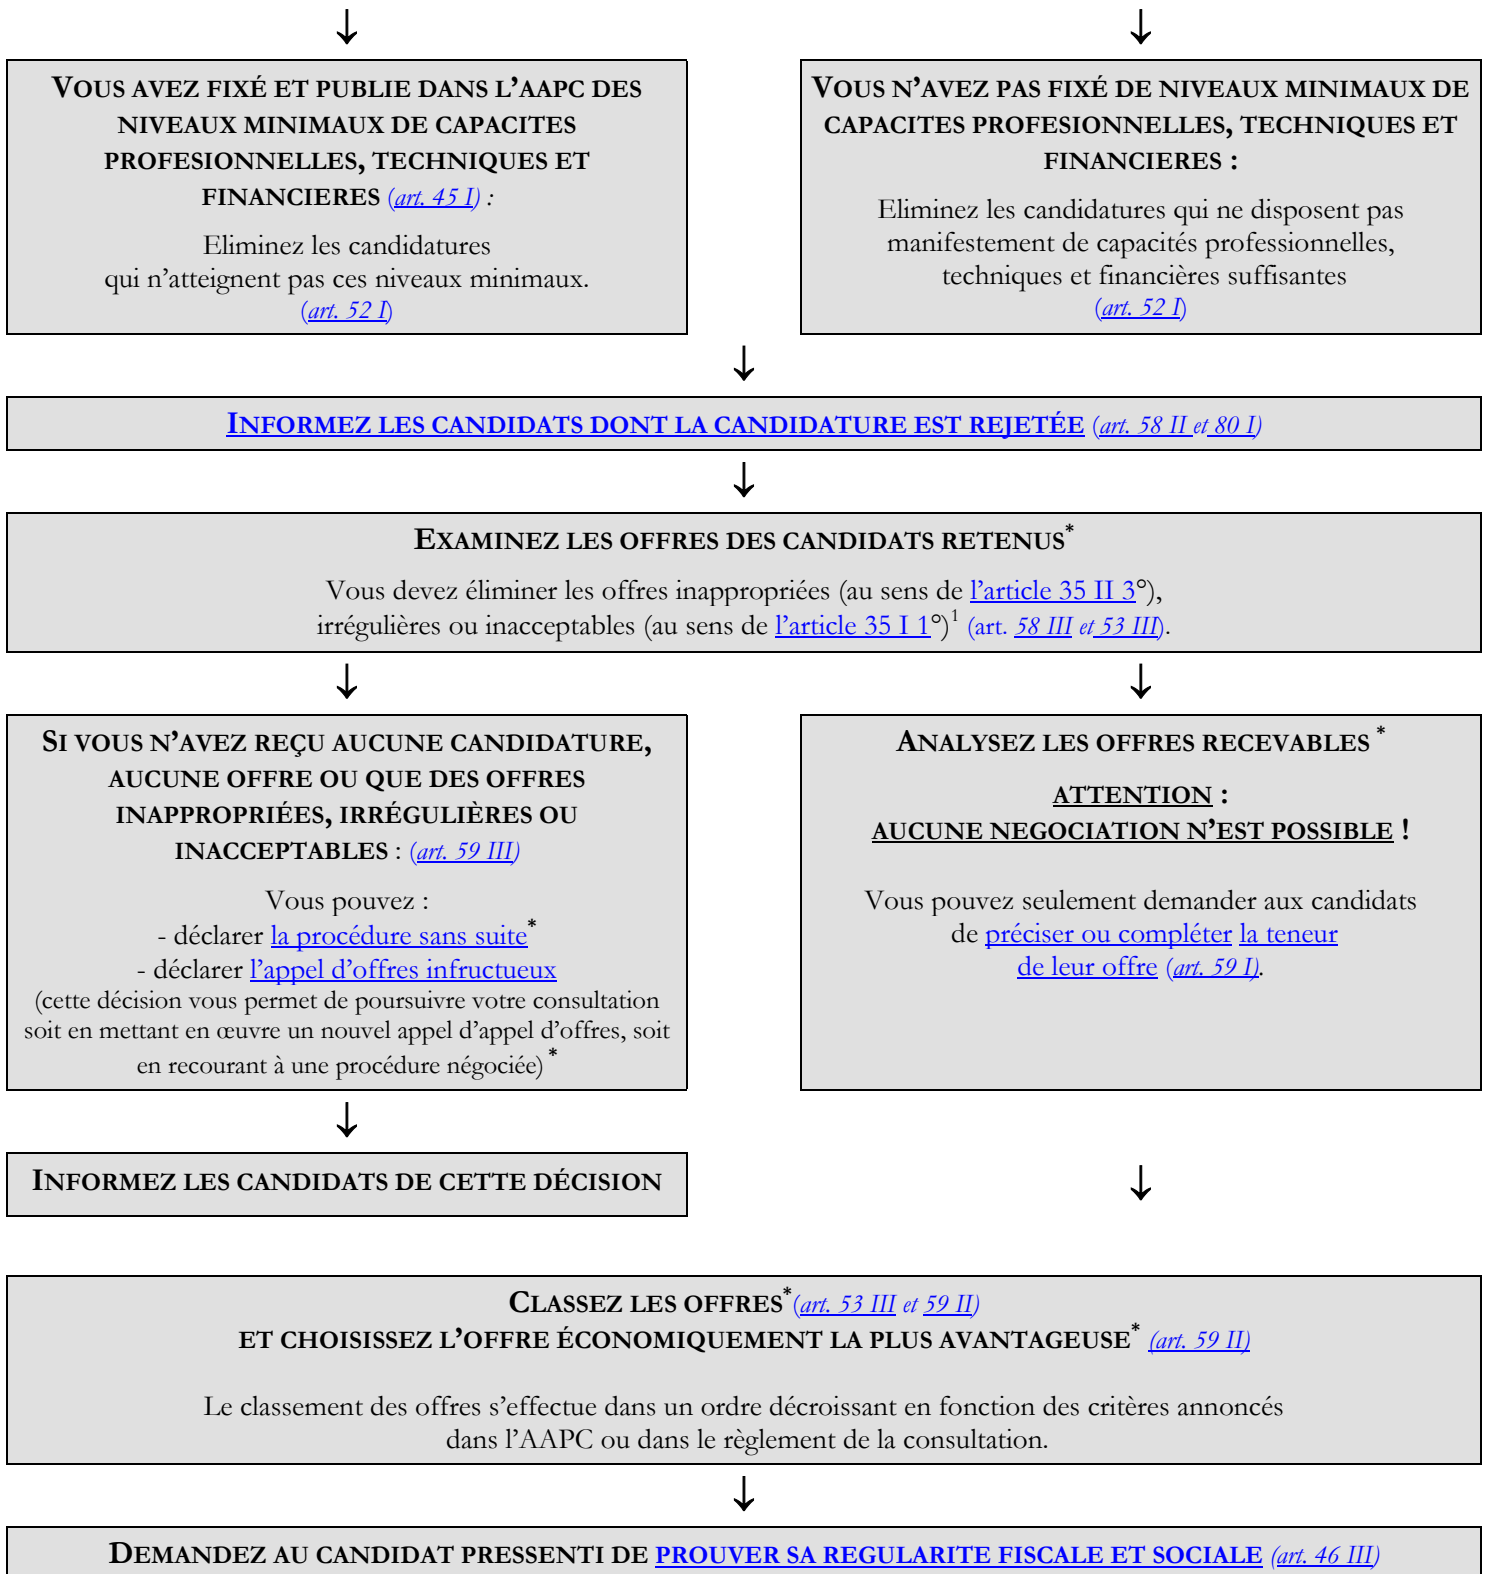 VOUS AVEZ FIXÉ ET PUBLIE DANS L’AAPC DES
NIVEAUX MINIMAUX DE CAPACITES
PROFESIONNELLES, TECHNIQUES ET
FINANCIERES (art. 45 I) :
Eliminez les candidatures
qui n’atteignent pas ces niveaux minimaux.
(art. 52 I)
VOUS N’AVEZ PAS FIXÉ DE NIVEAUX MINIMAUX DE
CAPACITES PROFESIONNELLES, TECHNIQUES ET
FINANCIERES :
Eliminez les candidatures qui ne disposent pas
manifestement de capacités professionnelles,
techniques et financières suffisantes
(art. 52 I)
INFORMEZ LES CANDIDATS DONT LA CANDIDATURE EST REJETÉE (art. 58 II et 80 I)
EXAMINEZ LES OFFRES DES CANDIDATS RETENUS*
Vous devez éliminer les offres inappropriées (au sens de l’article 35 II 3°),
irrégulières ou inacceptables (au sens de l’article 35 I 1°)1 (art. 58 III et 53 III).
SI VOUS N’AVEZ REÇU AUCUNE CANDIDATURE,
AUCUNE OFFRE OU QUE DES OFFRES
INAPPROPRIÉES, IRRÉGULIÈRES OU
INACCEPTABLES : (art. 59 III)
Vous pouvez :
- déclarer la procédure sans suite*
- déclarer l’appel d’offres infructueux
(cette décision vous permet de poursuivre votre consultation
soit en mettant en œuvre un nouvel appel d’appel d’offres, soit
en recourant à une procédure négociée) *
ANALYSEZ LES OFFRES RECEVABLES *
ATTENTION :
AUCUNE NEGOCIATION N’EST POSSIBLE !
Vous pouvez seulement demander aux candidats
de préciser ou compléter la teneur
de leur offre (art. 59 I).
INFORMEZ LES CANDIDATS DE CETTE DÉCISION
CLASSEZ LES OFFRES*(art. 53 III et 59 II)
ET CHOISISSEZ L’OFFRE ÉCONOMIQUEMENT LA PLUS AVANTAGEUSE* (art. 59 II)
Le classement des offres s’effectue dans un ordre décroissant en fonction des critères annoncés
dans l’AAPC ou dans le règlement de la consultation.
DEMANDEZ AU CANDIDAT PRESSENTI DE PROUVER SA REGULARITE FISCALE ET SOCIALE (art. 46 III)